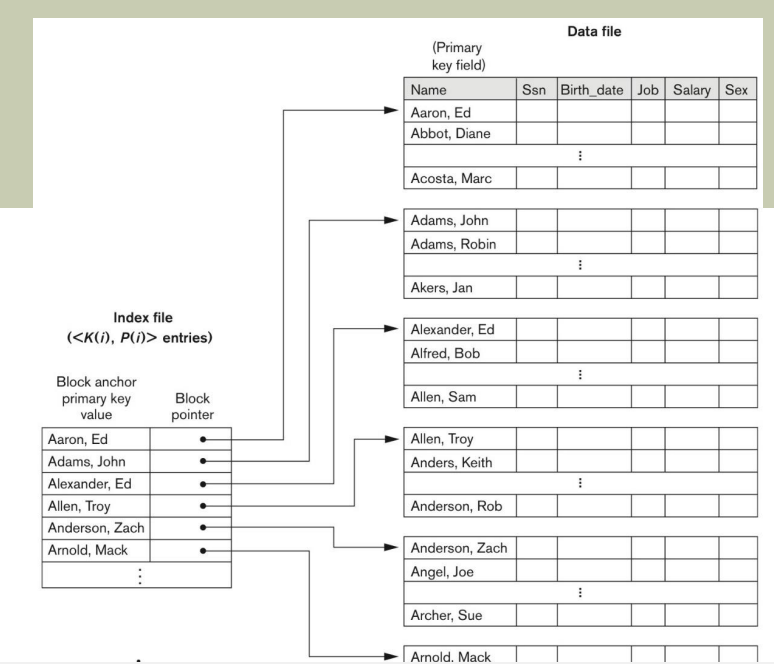 Data file
(Primary
key field)
Name Ssn Birth_date Job Salary Sex
Aaron, Ed
Abbot, Diane
Acosta, Marc
Adams, John
Adams, Robin
Akers, Jan
Alexander, Ed
Alfred, Bob
Allen, Sam
Allen, Troy
Anders, Keith
Anderson, Rob
Anderson, Zach
Angel, Joe
Archer, Sue
Arnold, Mack
Index file
(<K(i), P(i)> entries)
Block anchor
primary key
value
Block
pointer
Aaron, Ed
Adams, John
Alexander, Ed
Allen, Troy
Anderson, Zach
Arnold, Mack